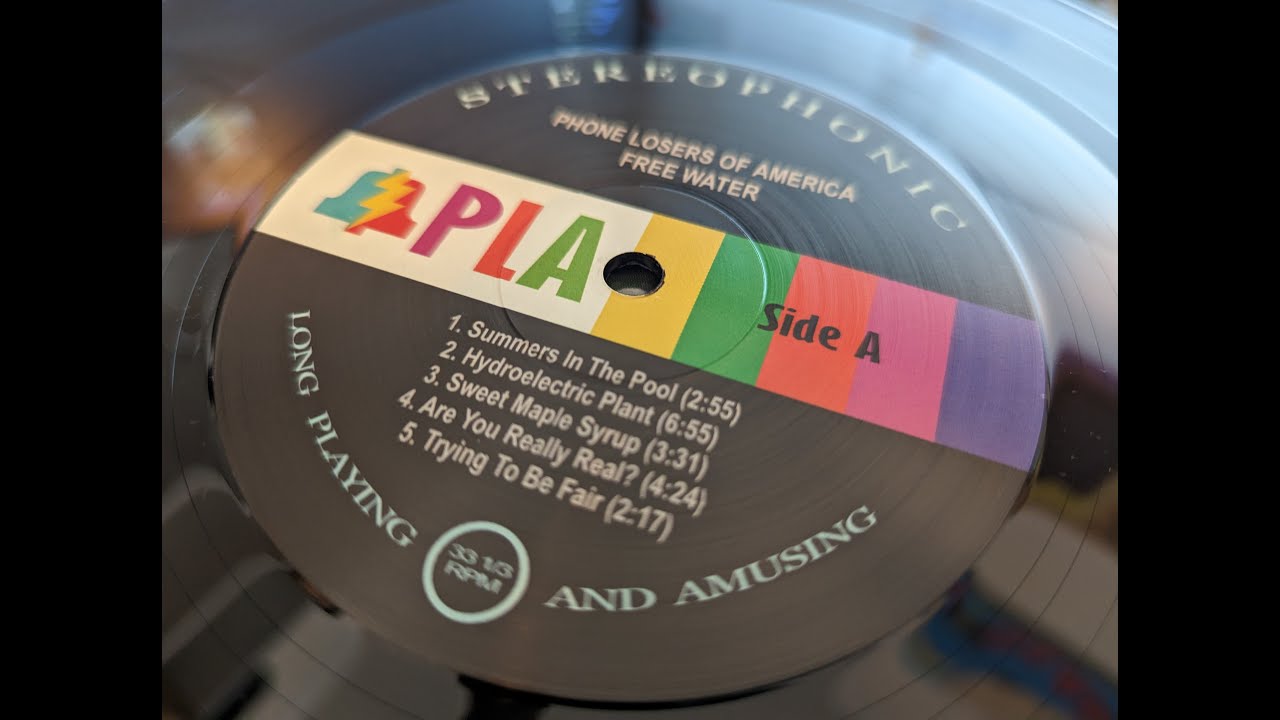 STEREOPHONIC
PHONE LOSERS OF AMERICA
FREE WATER
PLA
Side A
1. Summers In The Pool (2:55)
2. Hydroelectric Plant (6:55)
3. Sweet Maple Syrup (3:31)
4. Are You Really Real? (4:24)
5. Trying To Be Fair (2:17)
LONG PLAYING
33 1/3
RPM
AND AMUSING